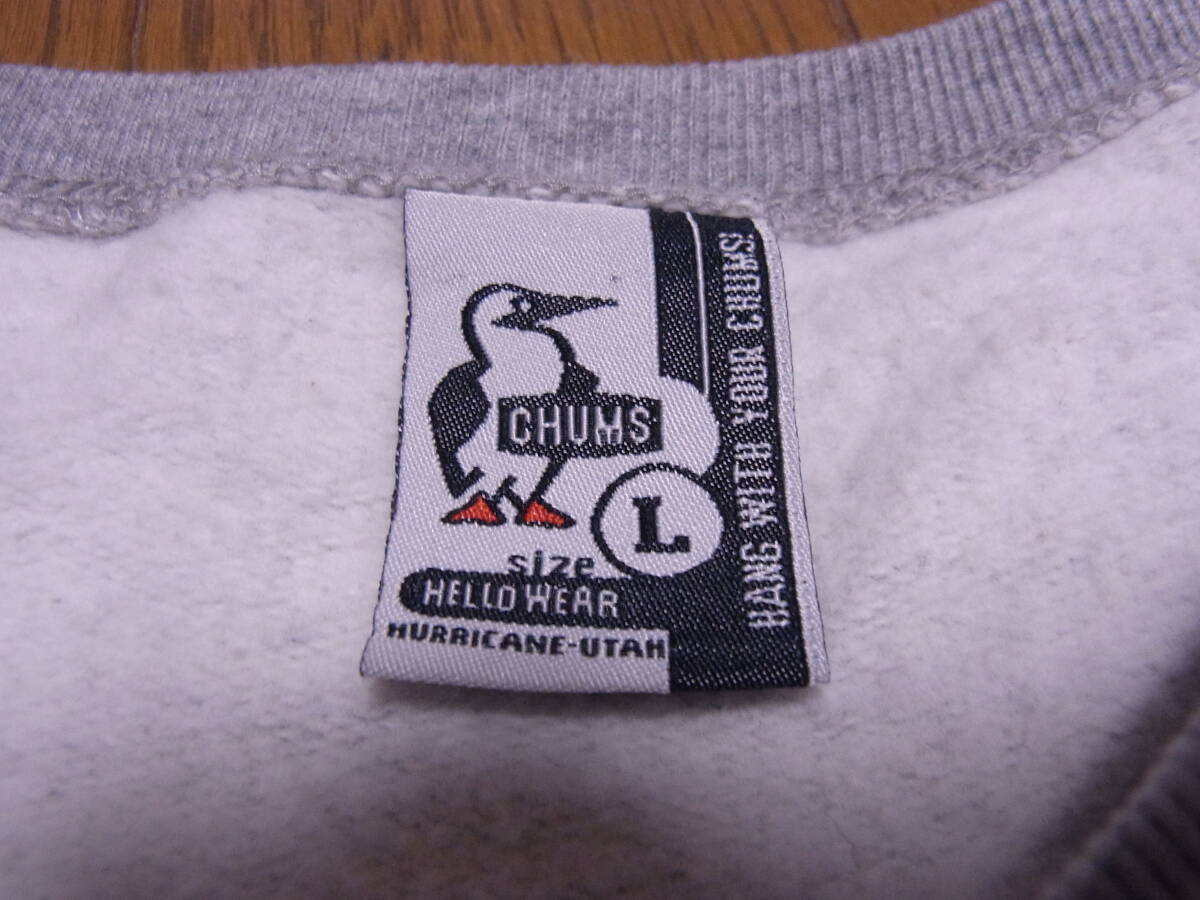 CHUMS
L
size
HELLO WEAR
HURRICANE-UTAH
HANG WITH YOUR CHUMS!